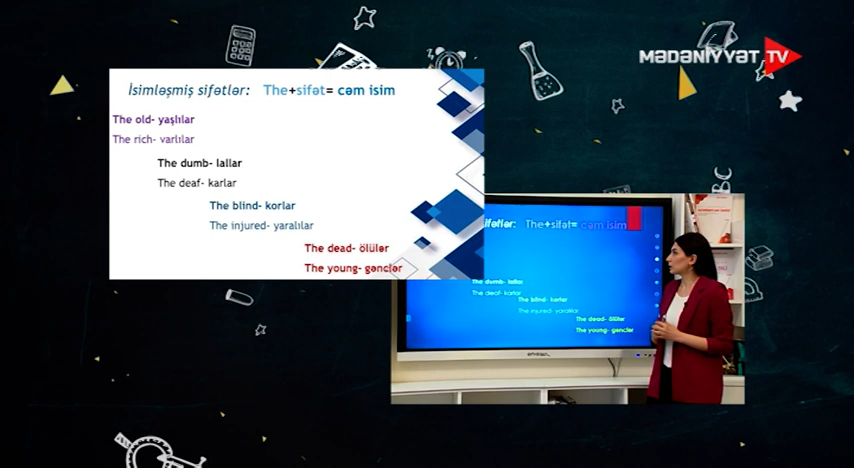 MƏDƏNİYYƏT TV
İsimləşmiş sifətlər: The+sifət= cəm isim
The old- yaşlılar
The rich- varlılar
The dumb- lallar
The deaf- karlar
The blind- korlar
The injured- yaralılar
The dead- ölülər
The young- gənclər
sifətlər: The+sifət= cəm isim
The dumb- lallar
The deaf- karlar
The blind- korlar
The injured- yaralılar
The dead- ölülər
The young- gənclər
BC